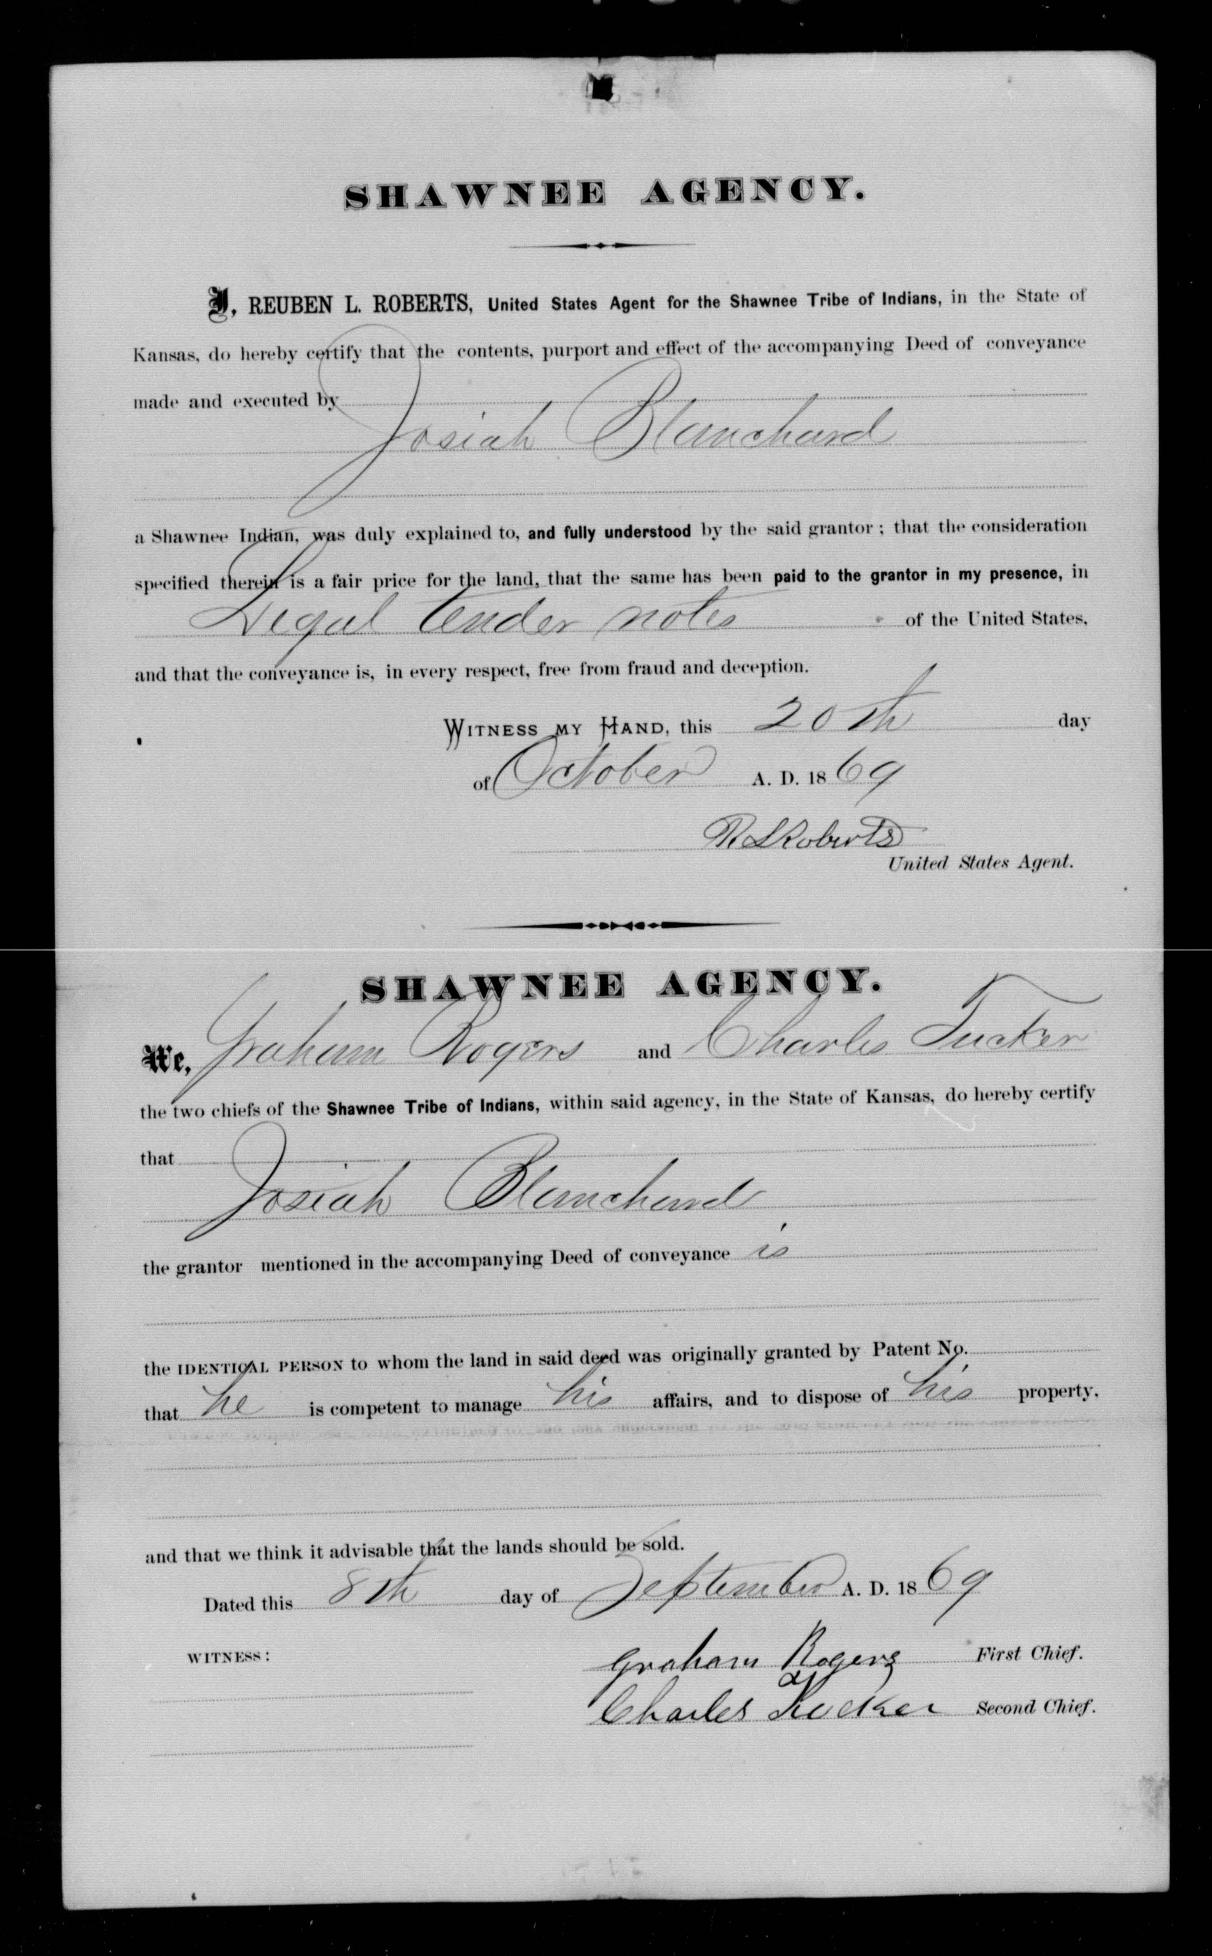 SHAWNEE AGENCY.
I, REUBEN L. ROBERTS, United States Agent for the Shawnee Tribe of Indians, in the State of
Kansas, do hereby certify that the contents, purport and effect of the accompanying Deed of conveyance
made and executed by
Josiah Blanchard
a Shawnee Indian, was duly explained to, and fully understood by the said grantor ; that the consideration
specified therein is a fair price for the land, that the same has been paid to the grantor in my presence, in
Legal tender notes of the United States,
and that the conveyance is, in every respect, free from fraud and deception.
WITNESS MY HAND, this 20th day
of October A. D. 1869
R L Roberts
United States Agent.
SHAWNEE AGENCY.
We, Graham Rogers and Charles Tucker
the two chiefs of the Shawnee Tribe of Indians, within said agency, in the State of Kansas, do hereby certify
that
Josiah Blanchard
the grantor mentioned in the accompanying Deed of conveyance is
the IDENTICAL PERSON to whom the land in said deed was originally granted by Patent No.
that he is competent to manage his affairs, and to dispose of his property,
and that we think it advisable that the lands should be sold.
Dated this 8th day of September A. D. 1869
WITNESS:
Graham Rogers First Chief.
Charles Tucker Second Chief.